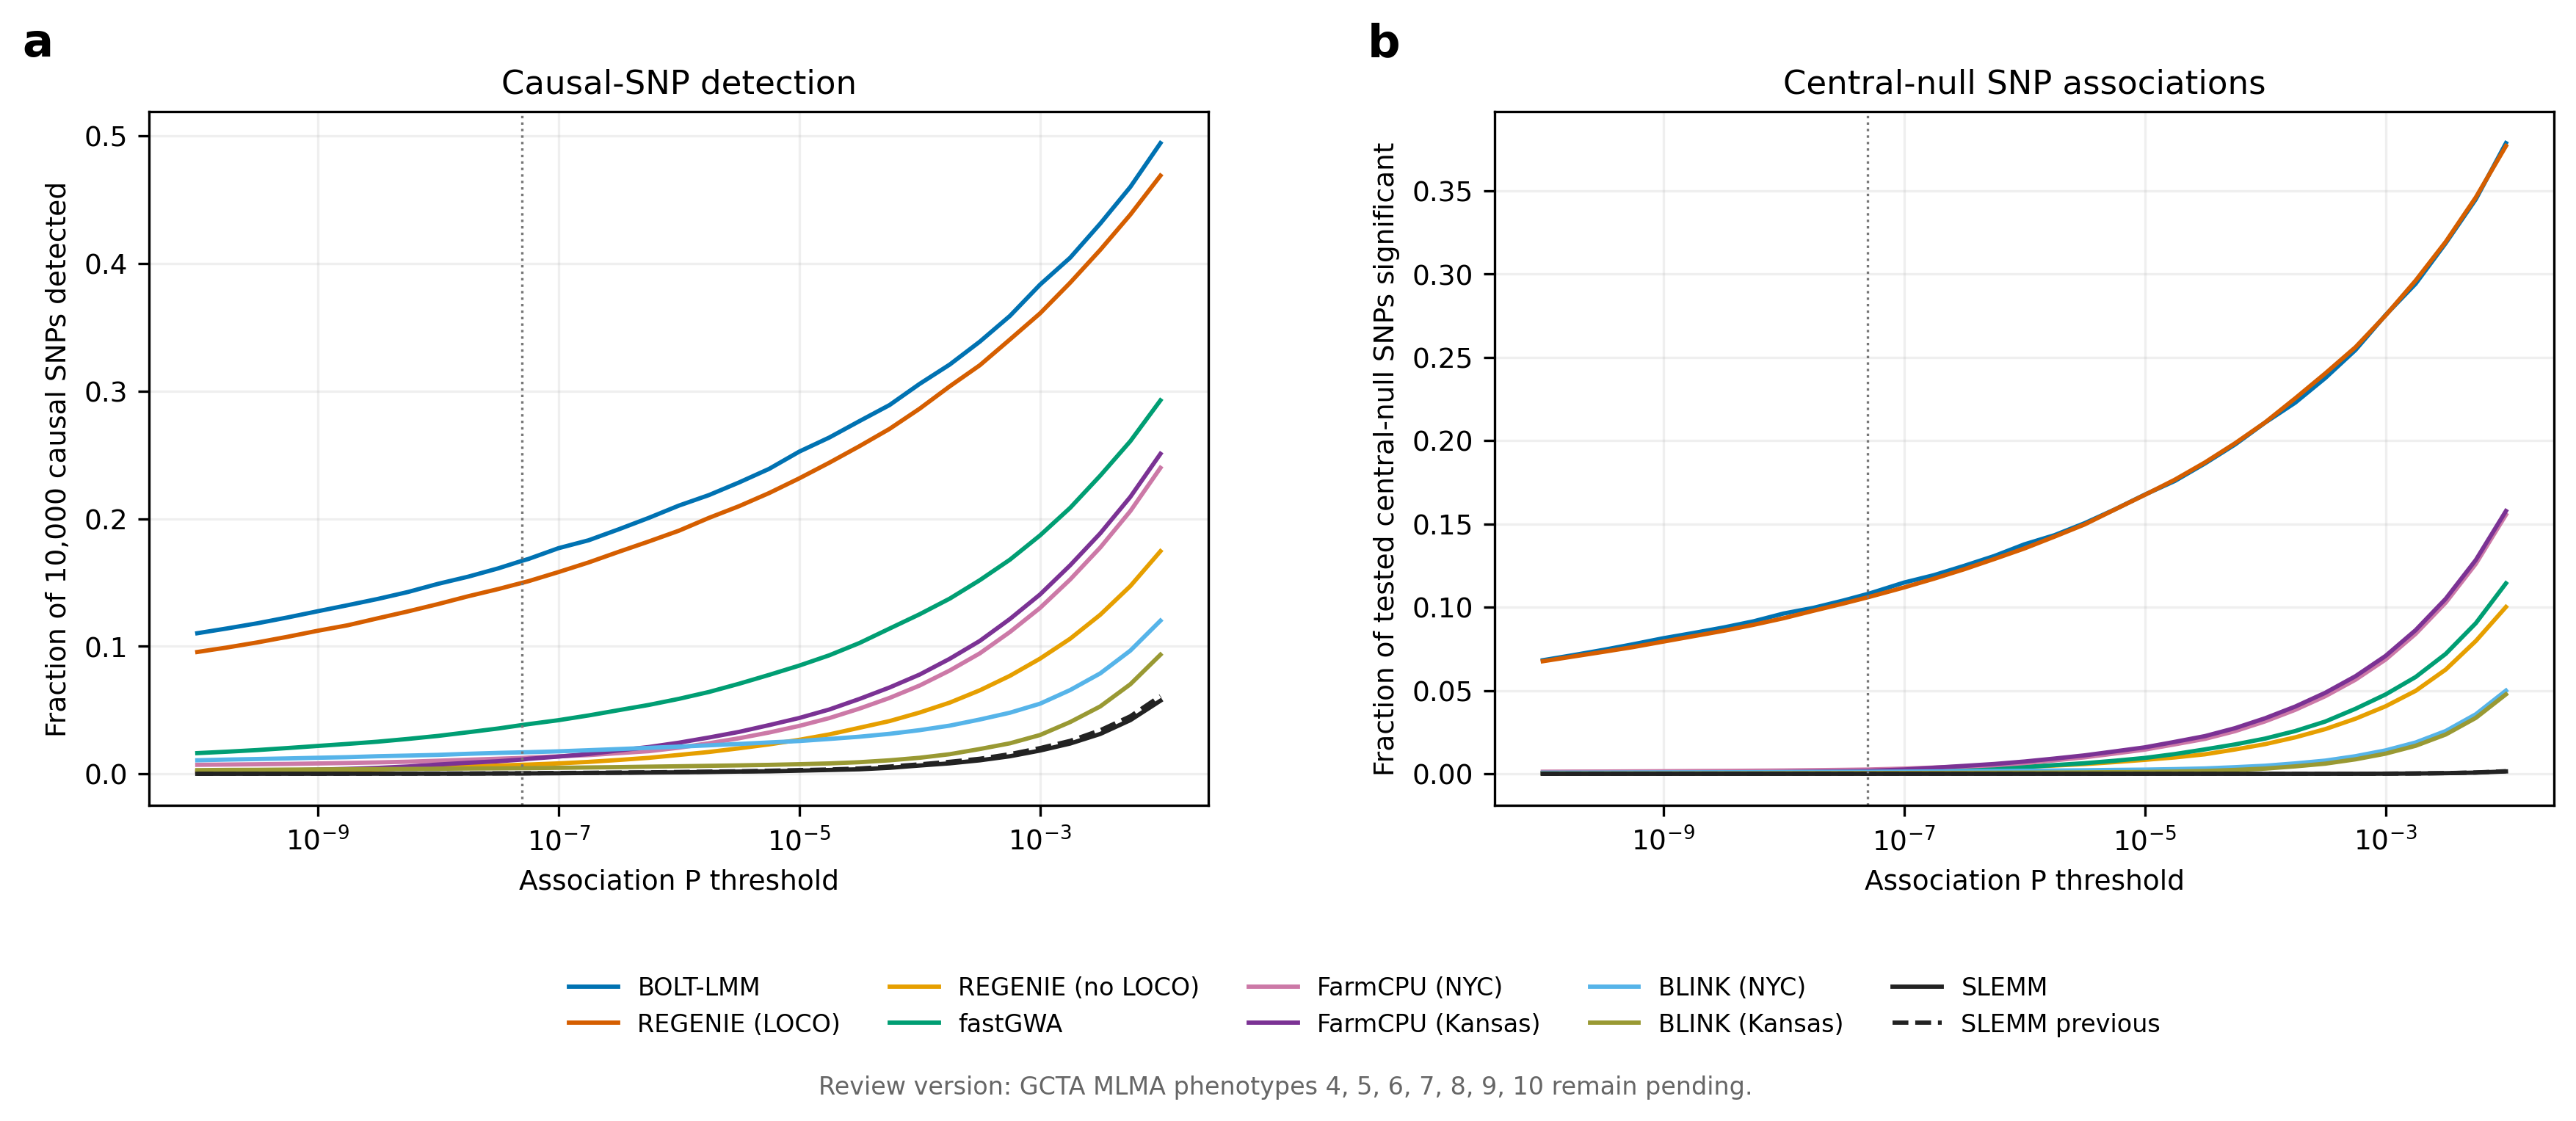 a
Causal-SNP detection
Fraction of 10,000 causal SNPs detected
0.5
0.4
0.3
0.2
0.1
0.0
10⁻⁹
10⁻⁷
10⁻⁵
10⁻³
Association P threshold
b
Central-null SNP associations
Fraction of tested central-null SNPs significant
0.35
0.30
0.25
0.20
0.15
0.10
0.05
0.00
10⁻⁹
10⁻⁷
10⁻⁵
10⁻³
Association P threshold
BOLT-LMM
REGENIE (LOCO)
REGENIE (no LOCO)
fastGWA
FarmCPU (NYC)
FarmCPU (Kansas)
BLINK (NYC)
BLINK (Kansas)
SLEMM
SLEMM previous
Review version: GCTA MLMA phenotypes 4, 5, 6, 7, 8, 9, 10 remain pending.